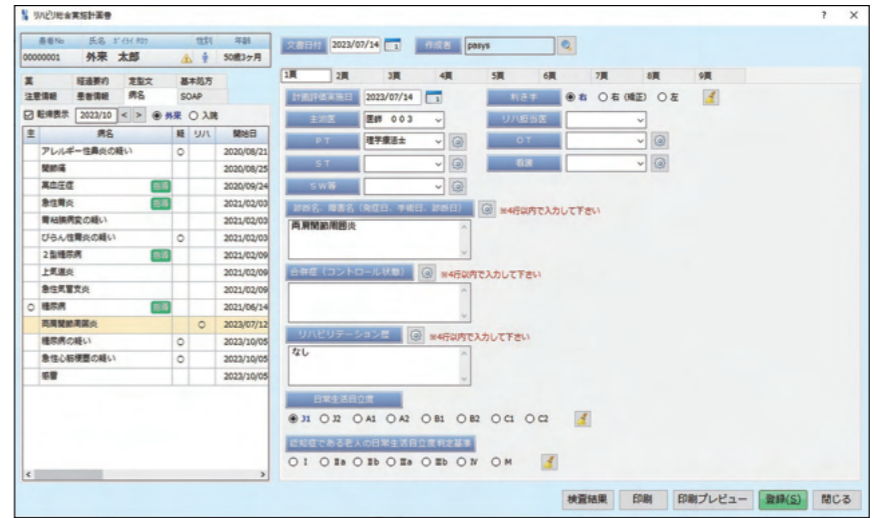 リハビリ総合実施計画書
? ×
患者No 氏名 性別 年齢
00000001 外来 太郎 50歳3ヶ月
文書日付 2023/07/14 作成者 pasys
1頁 2頁 3頁 4頁 5頁 6頁 7頁 8頁 9頁
薬 経過要約 定型文 基本処方
注意情報 患者情報 病名 SOAP
転帰表示 2023/10 < > 外来 入院
主 病名 疑 リハ 開始日
アレルギー性鼻炎の疑い ○ 2020/08/21
関節痛 2020/08/25
高血圧症 指導 2020/09/24
急性胃炎 指導 2021/02/03
胃粘膜病変の疑い 2021/02/03
びらん性胃炎の疑い ○ 2021/02/03
2型糖尿病 指導 2021/02/09
上気道炎 2021/02/09
急性気管支炎 2021/02/09
○ 糖尿病 指導 2021/06/14
両肩関節周囲炎 ○ 2023/07/12
糖尿病の疑い ○ 2023/10/05
急性心筋梗塞の疑い ○ 2023/10/05
感冒 2023/10/05
計画評価実施日 2023/07/14 利き手 右 右(矯正) 左
主治医 医師 003 リハ担当医
PT 理学療法士 OT
ST 看護
SW等
診断名、障害名(発症日、手術日、診断日) ※4行以内で入力して下さい
両肩関節周囲炎
合併症(コントロール状態) ※4行以内で入力して下さい
リハビリテーション歴 ※4行以内で入力して下さい
なし
日常生活自立度
J1 J2 A1 A2 B1 B2 C1 C2
認知症である老人の日常生活自立度判定基準
Ⅰ Ⅱa Ⅱb Ⅲa Ⅲb Ⅳ M
検査結果 印刷 印刷プレビュー 登録(S) 閉じる